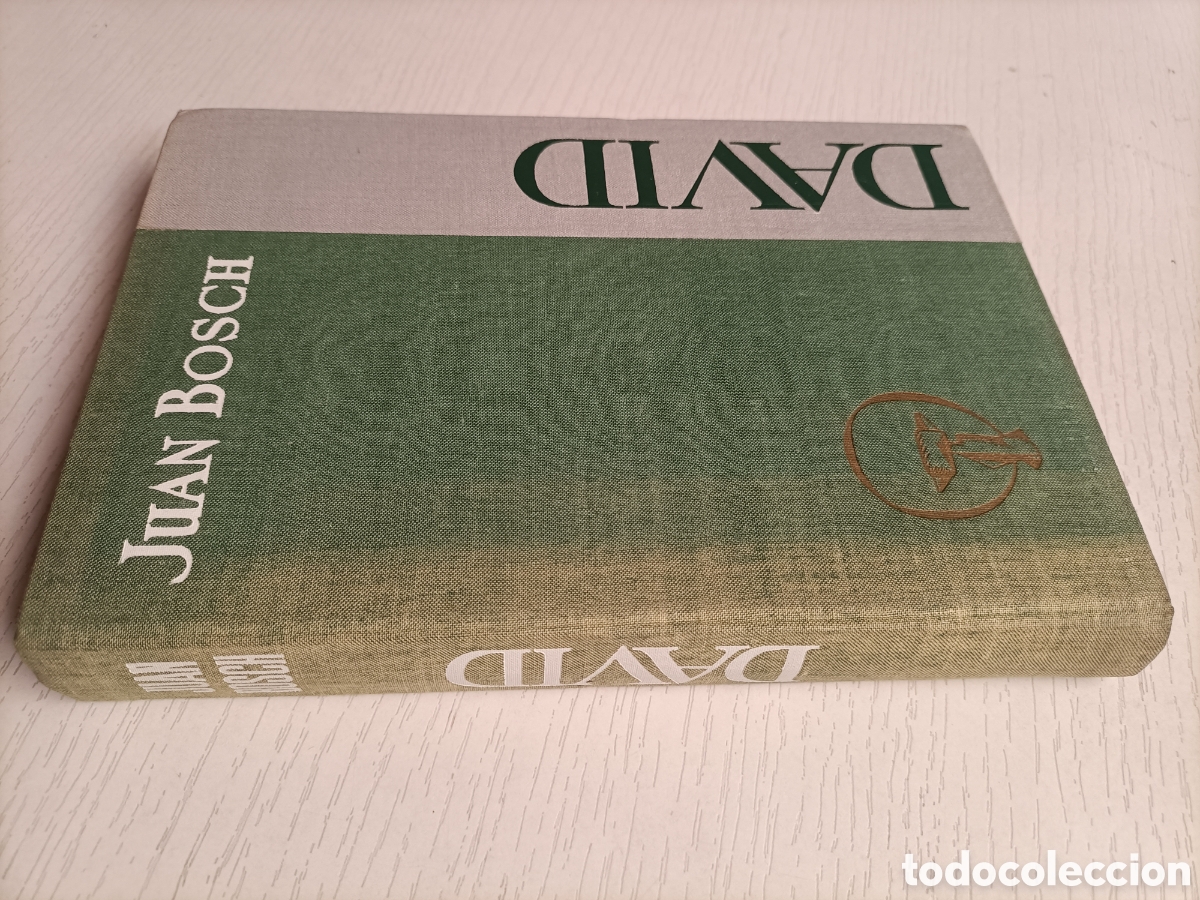 DAVID
JUAN BOSCH
JUAN
BOSCH
DAVID
todocoleccion